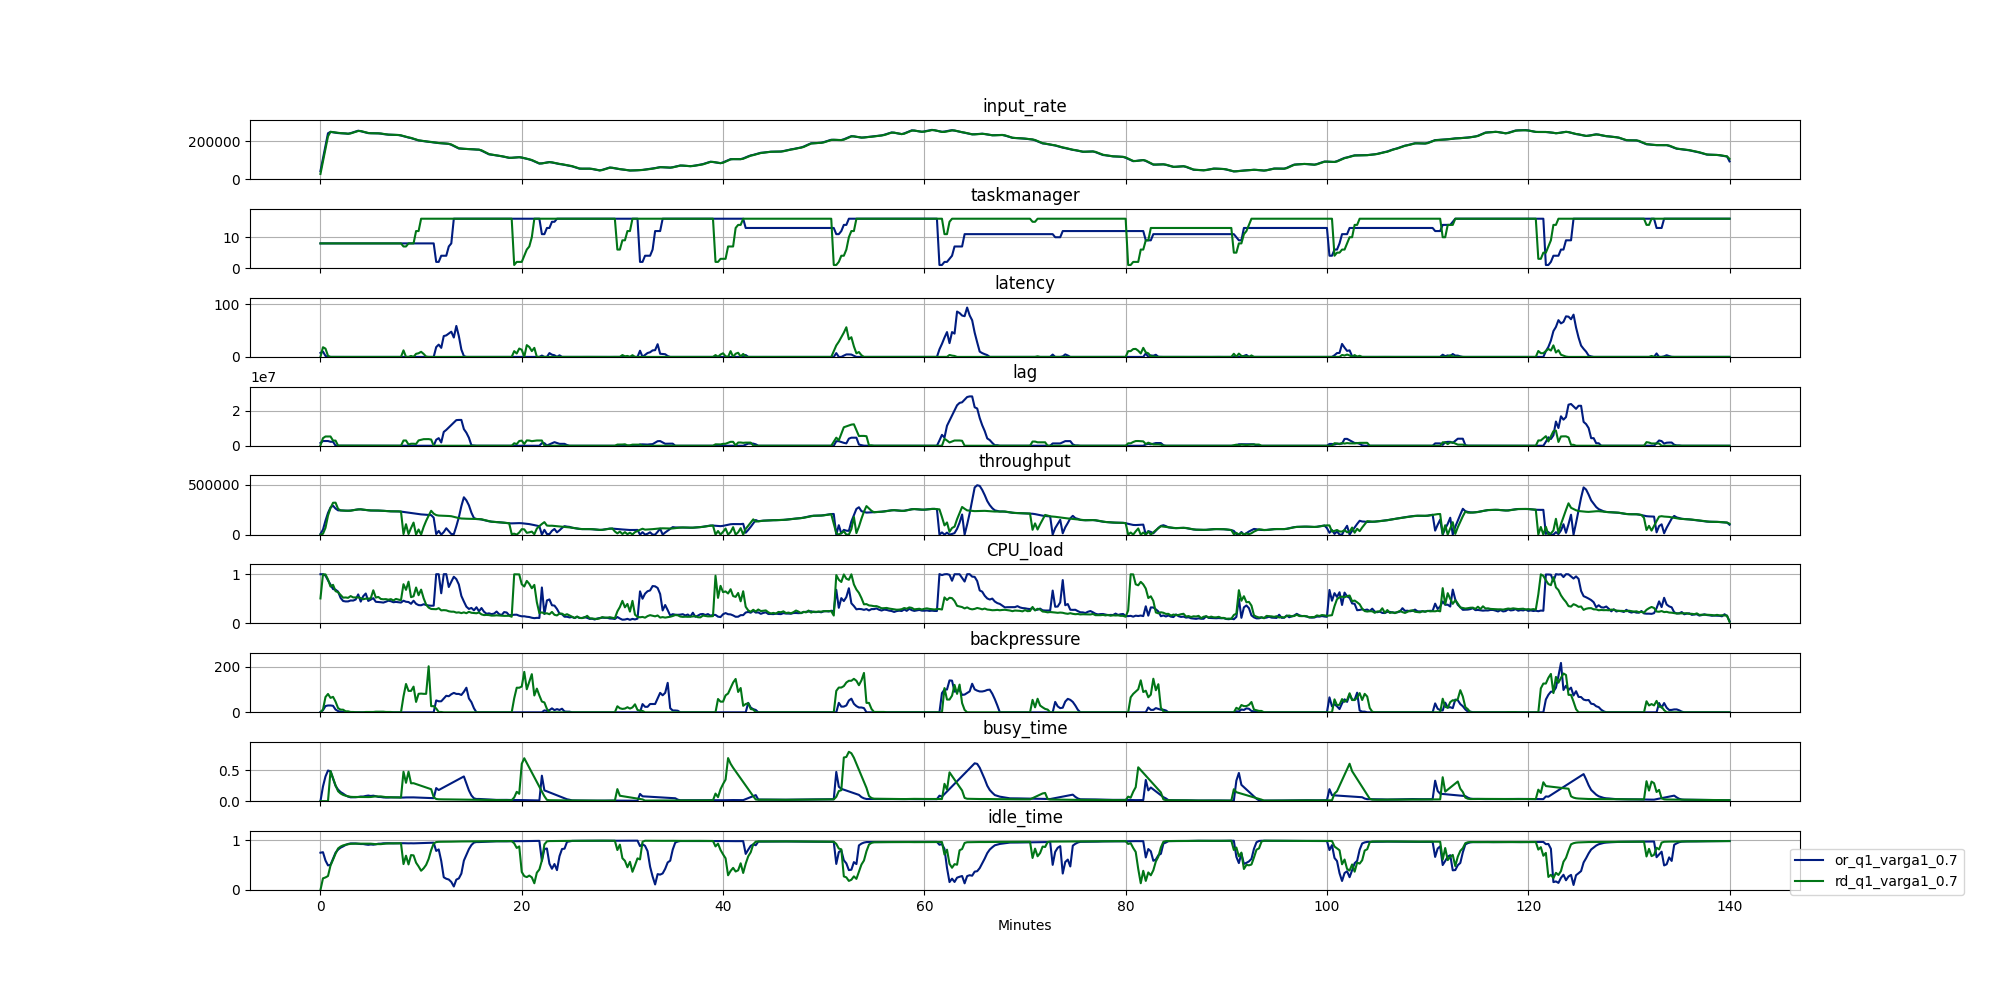 input_rate
200000
0
taskmanager
10
0
latency
100
0
1e7
lag
2
0
throughput
500000
0
CPU_load
1
0
backpressure
200
0
busy_time
0.5
0.0
idle_time
1
0
or_q1_varga1_0.7
rd_q1_varga1_0.7
0 20 40 60 80 100 120 140
Minutes